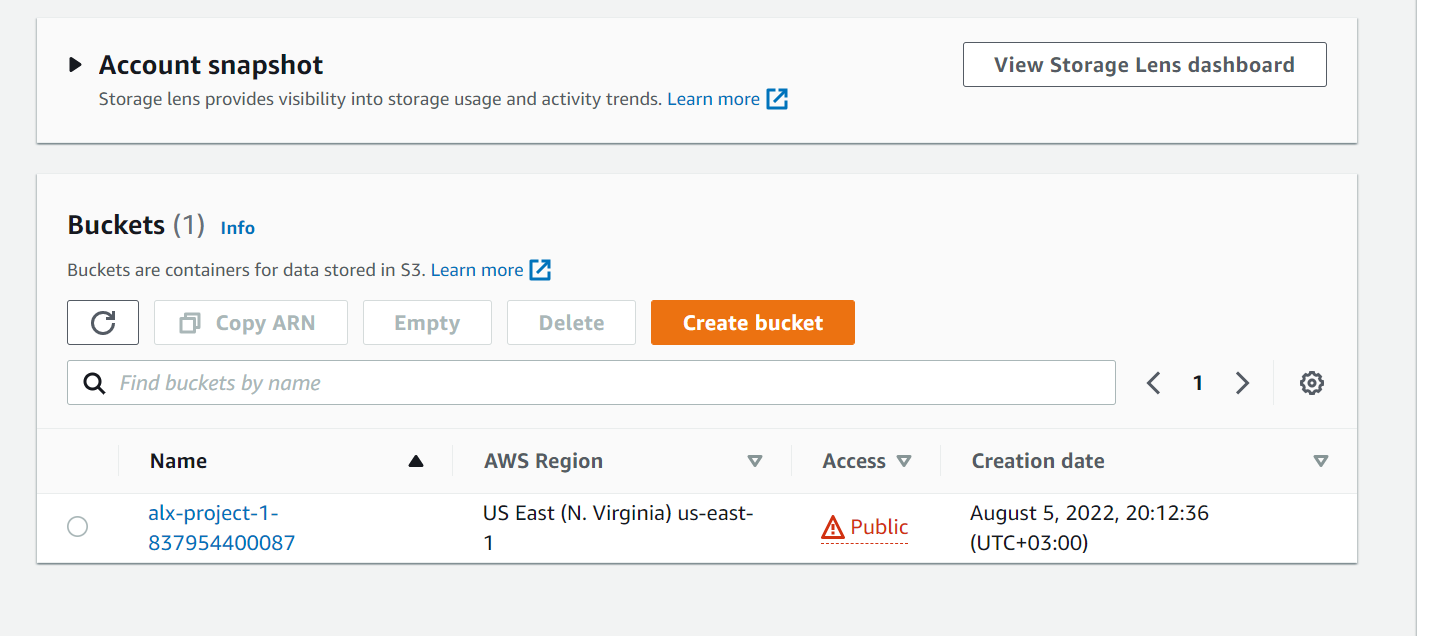 Account snapshot
View Storage Lens dashboard
Storage lens provides visibility into storage usage and activity trends. Learn more
Buckets (1) Info
Buckets are containers for data stored in S3. Learn more
Copy ARN Empty Delete Create bucket
Find buckets by name 1
Name AWS Region Access Creation date
alx-project-1- US East (N. Virginia) us-east- Public August 5, 2022, 20:12:36
837954400087 1 (UTC+03:00)